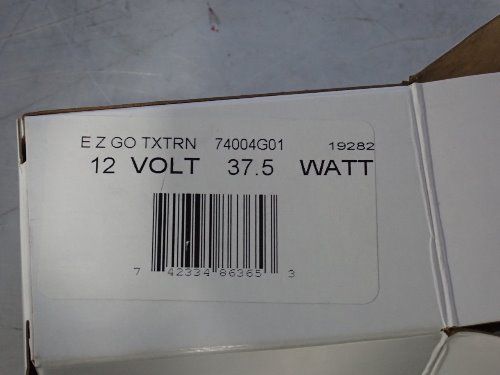 E Z GO TXTRN 74004G01 19282
12 VOLT 37.5 WATT
7 42334 86365 3